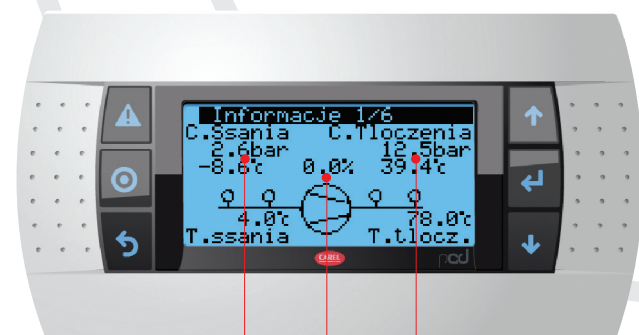 Informacje 1/6
C.Ssania C.Tloczenia
2.6bar 12.5bar
-8.6°c 0.0% 39.4°c
4.0°c 78.0°c
T.ssania T.tlocz.
CAREL pGD